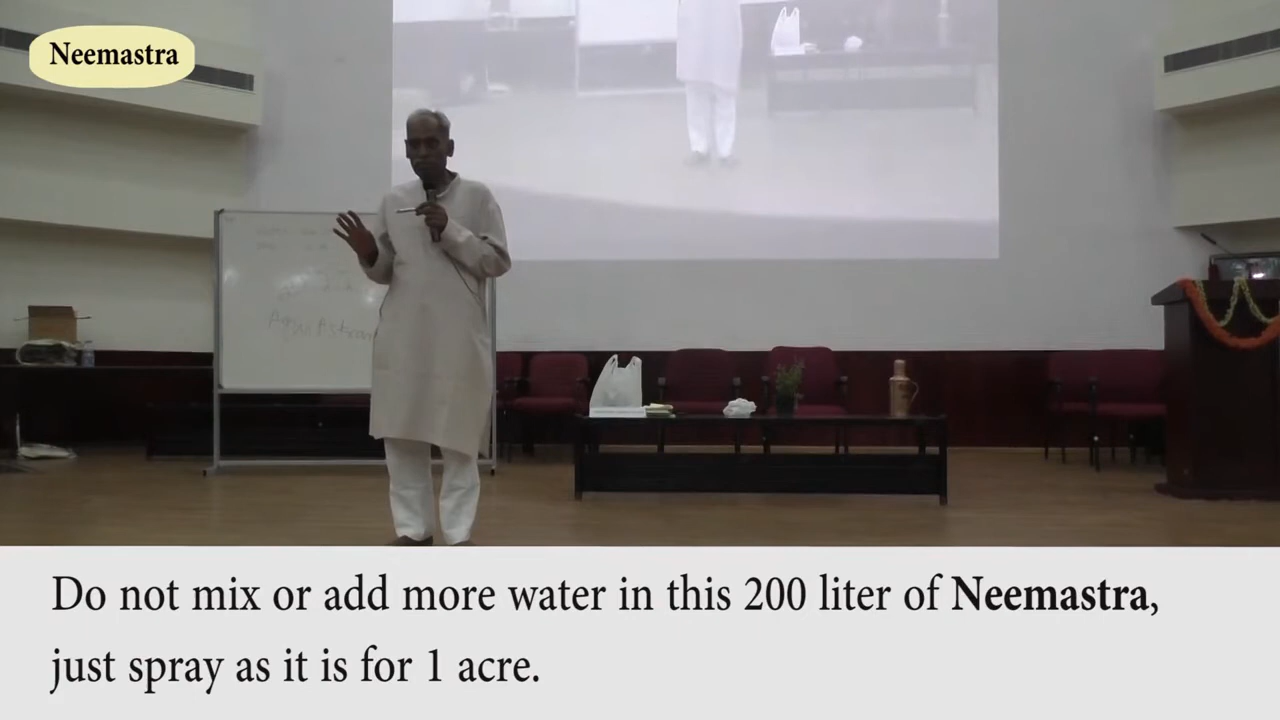 Neemastra
Do not mix or add more water in this 200 liter of Neemastra,
just spray as it is for 1 acre.